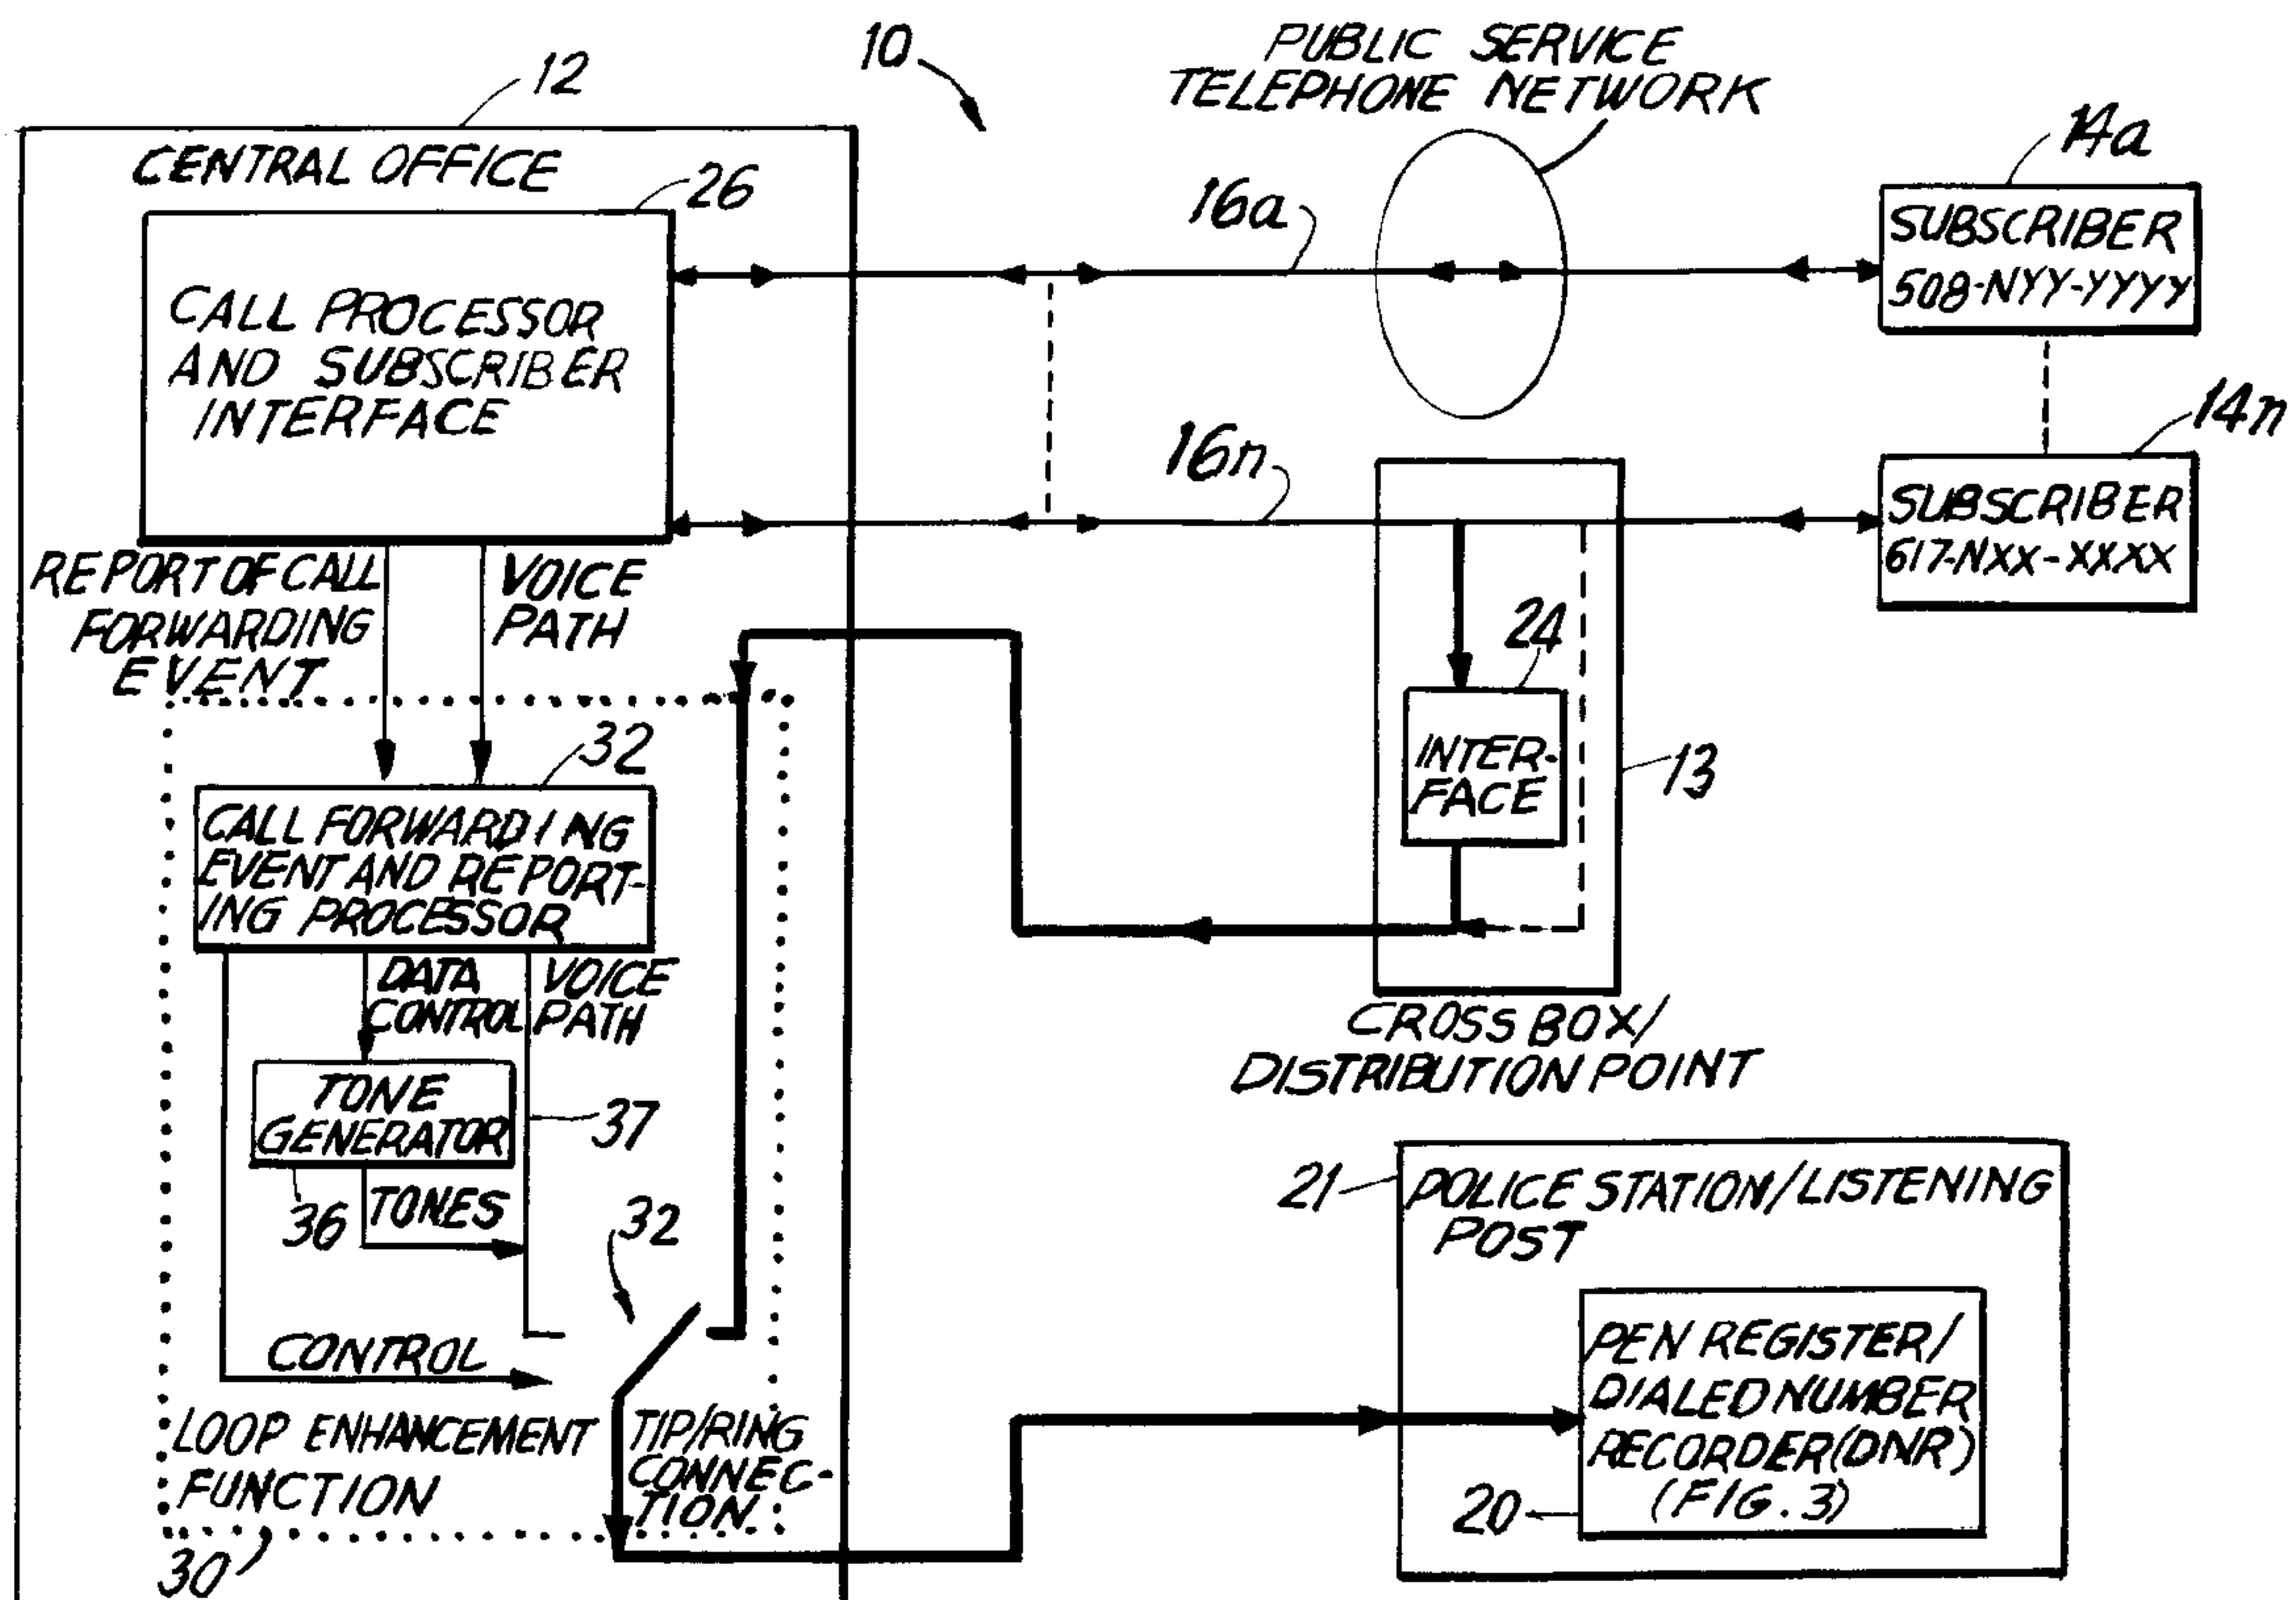 10
PUBLIC SERVICE
TELEPHONE NETWORK
12
CENTRAL OFFICE
26
CALL PROCESSOR
AND SUBSCRIBER
INTERFACE
16a
14a
SUBSCRIBER
508-NYY-YYYY
16n
14n
SUBSCRIBER
617-NXX-XXXX
REPORT OF CALL
FORWARDING
EVENT
VOICE
PATH
24
INTER-
FACE
13
CROSS BOX/
DISTRIBUTION POINT
32
CALL FORWARDING
EVENT AND REPORT-
ING PROCESSOR
DATA
CONTROL
VOICE
PATH
TONE
GENERATOR
37
36
TONES
32
CONTROL
LOOP ENHANCEMENT
FUNCTION
TIP/RING
CONNEC-
TION
30'
21
POLICE STATION/LISTENING
POST
PEN REGISTER/
DIALED NUMBER
RECORDER(DNR)
(FIG. 3)
20